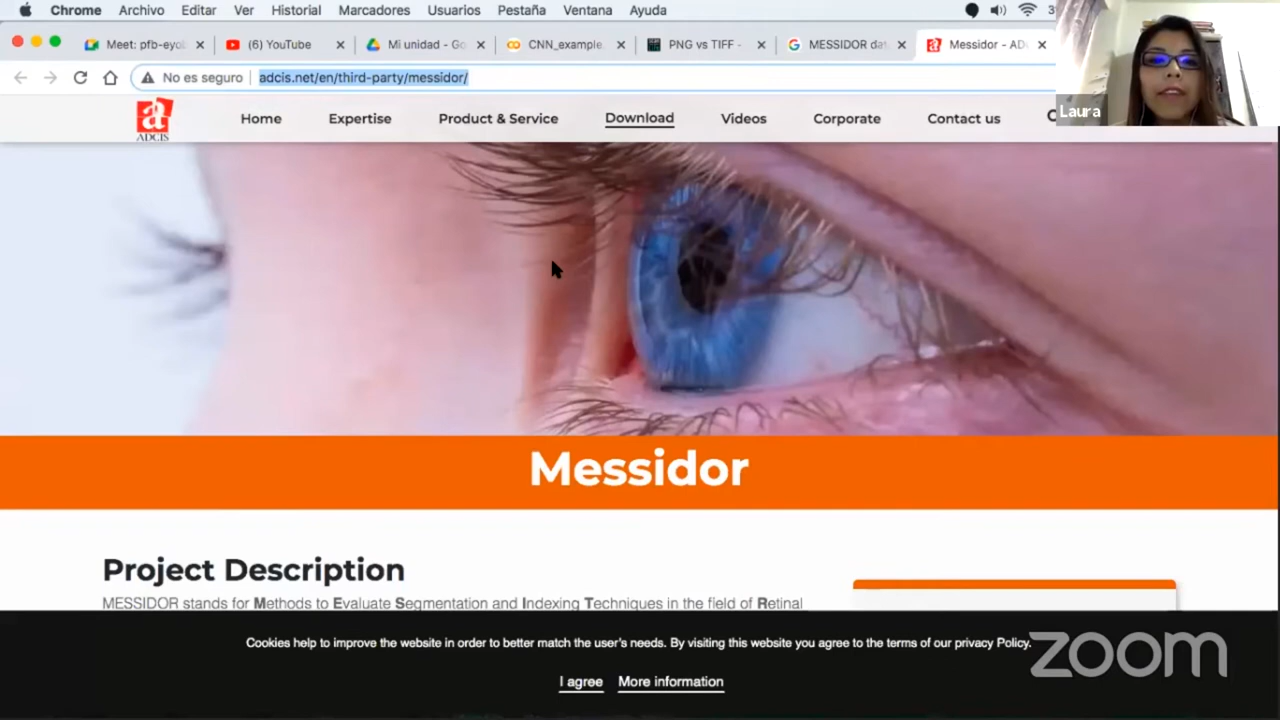 Chrome Archivo Editar Ver Historial Marcadores Usuarios Pestaña Ventana Ayuda
Meet: pfb-eyol (6) YouTube Mi unidad - Go CNN_example. PNG vs TIFF - MESSIDOR dat Messidor - AD
No es seguro adcis.net/en/third-party/messidor/
Laura
ADCIS
Home Expertise Product & Service Download Videos Corporate Contact us
Messidor
Project Description
MESSIDOR stands for Methods to Evaluate Segmentation and Indexing Techniques in the field of Retinal
Cookies help to improve the website in order to better match the user's needs. By visiting this website you agree to the terms of our privacy Policy.
I agree More information
zoom